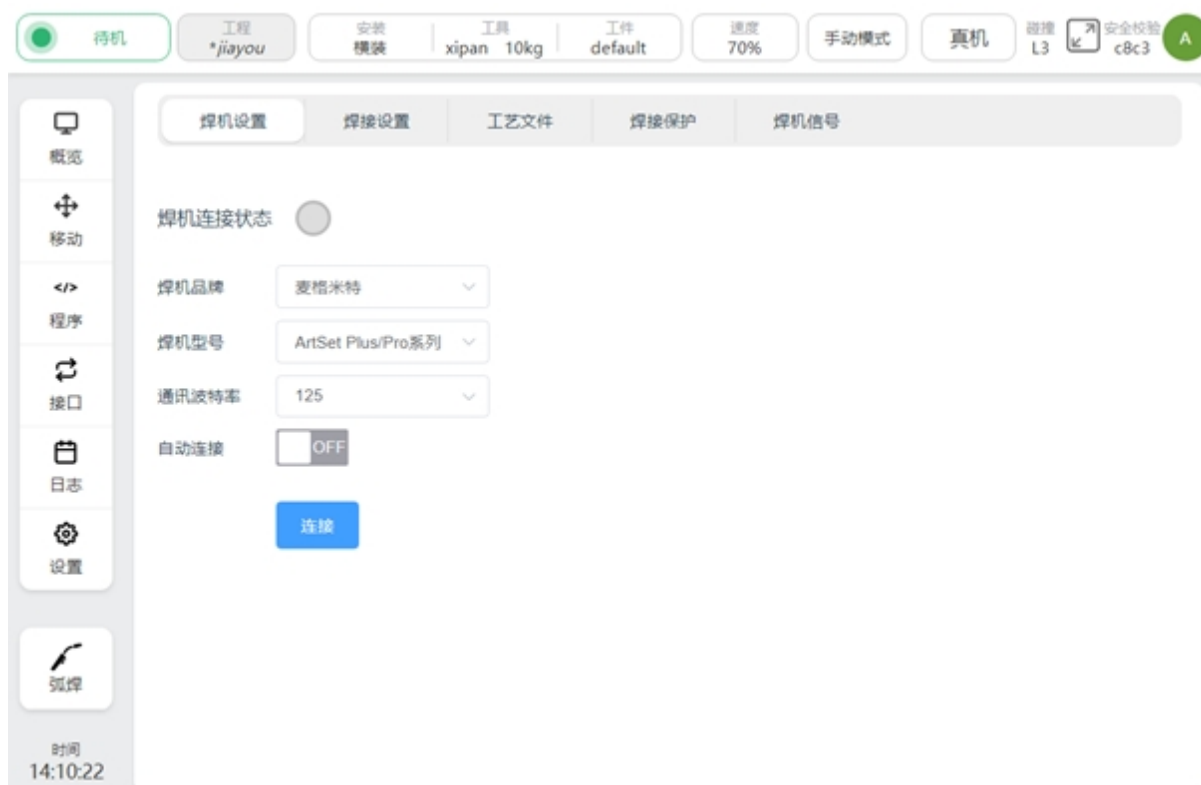 待机
工程
*jiayou
安装
横装
工具
xipan 10kg
工件
default
速度
70%
手动模式
真机
碰撞
L3
安全校验
c8c3
A
概览
移动
</>
程序
接口
日志
设置
弧焊
时间
14:10:22
焊机设置 焊接设置 工艺文件 焊接保护 焊机信号
焊机连接状态
焊机品牌 麦格米特
焊机型号 ArtSet Plus/Pro系列
通讯波特率 125
自动连接 OFF
连接